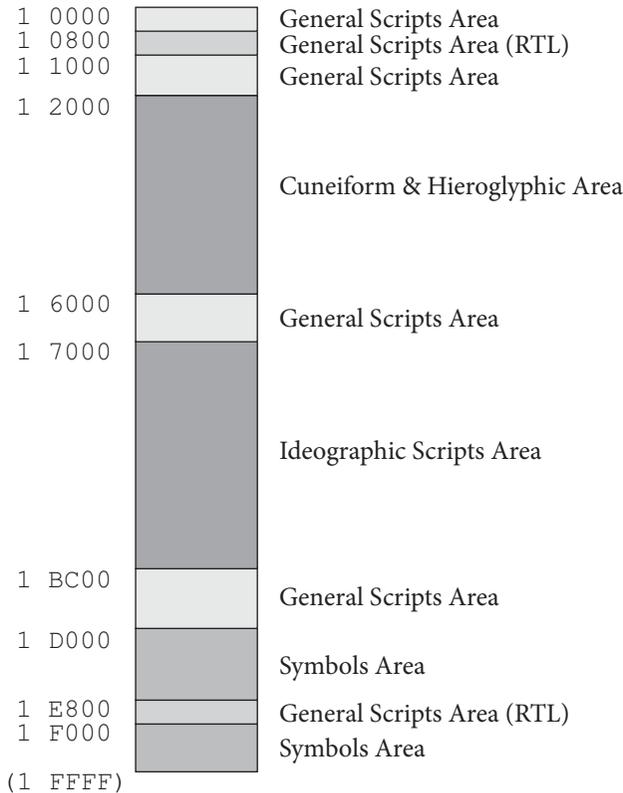 1 0000 General Scripts Area
1 0800 General Scripts Area (RTL)
1 1000 General Scripts Area
1 2000
Cuneiform & Hieroglyphic Area
1 6000
General Scripts Area
1 7000
Ideographic Scripts Area
1 BC00
General Scripts Area
1 D000
Symbols Area
1 E800 General Scripts Area (RTL)
1 F000
Symbols Area
(1 FFFF)